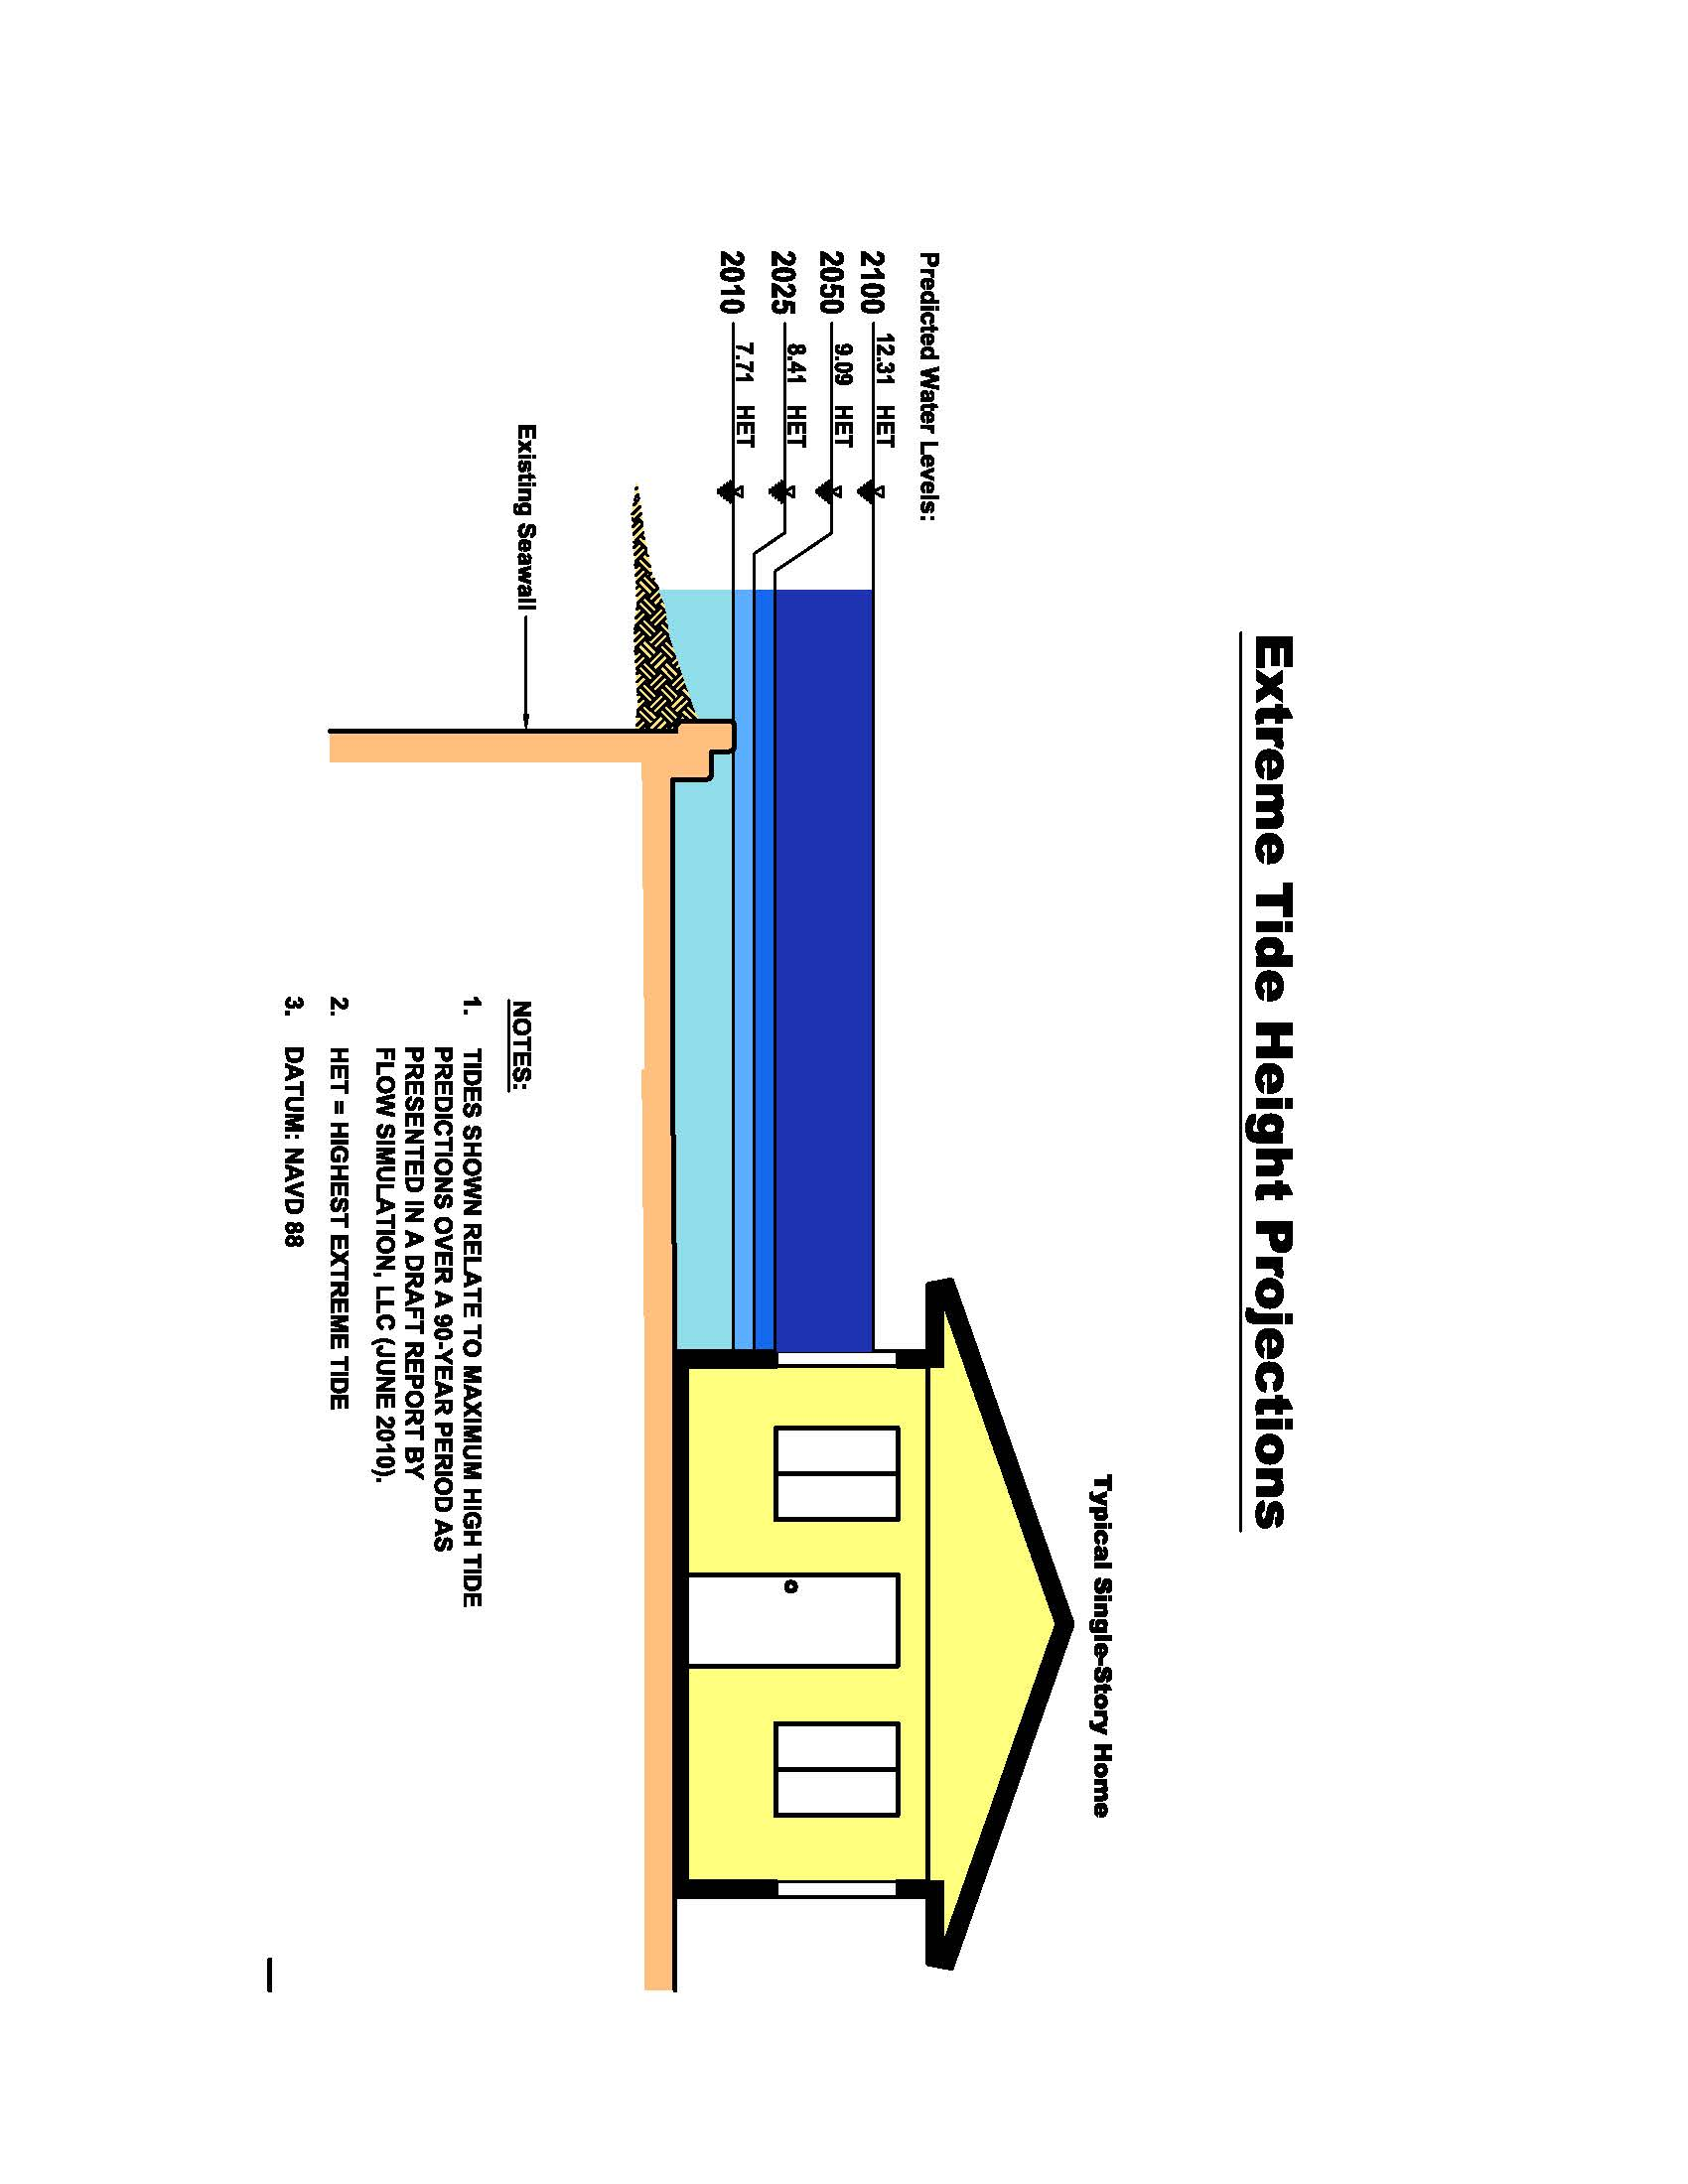 Extreme Tide Height Projections
Typical Single-Story Home
Predicted Water Levels:
2100 12.31 HET
2050 9.09 HET
2025 8.41 HET
2010 7.71 HET
Existing Seawall
NOTES:
1. TIDES SHOWN RELATE TO MAXIMUM HIGH TIDE
PREDICTIONS OVER A 90-YEAR PERIOD AS
PRESENTED IN A DRAFT REPORT BY
FLOW SIMULATION, LLC (JUNE 2010).
2. HET = HIGHEST EXTREME TIDE
3. DATUM: NAVD 88